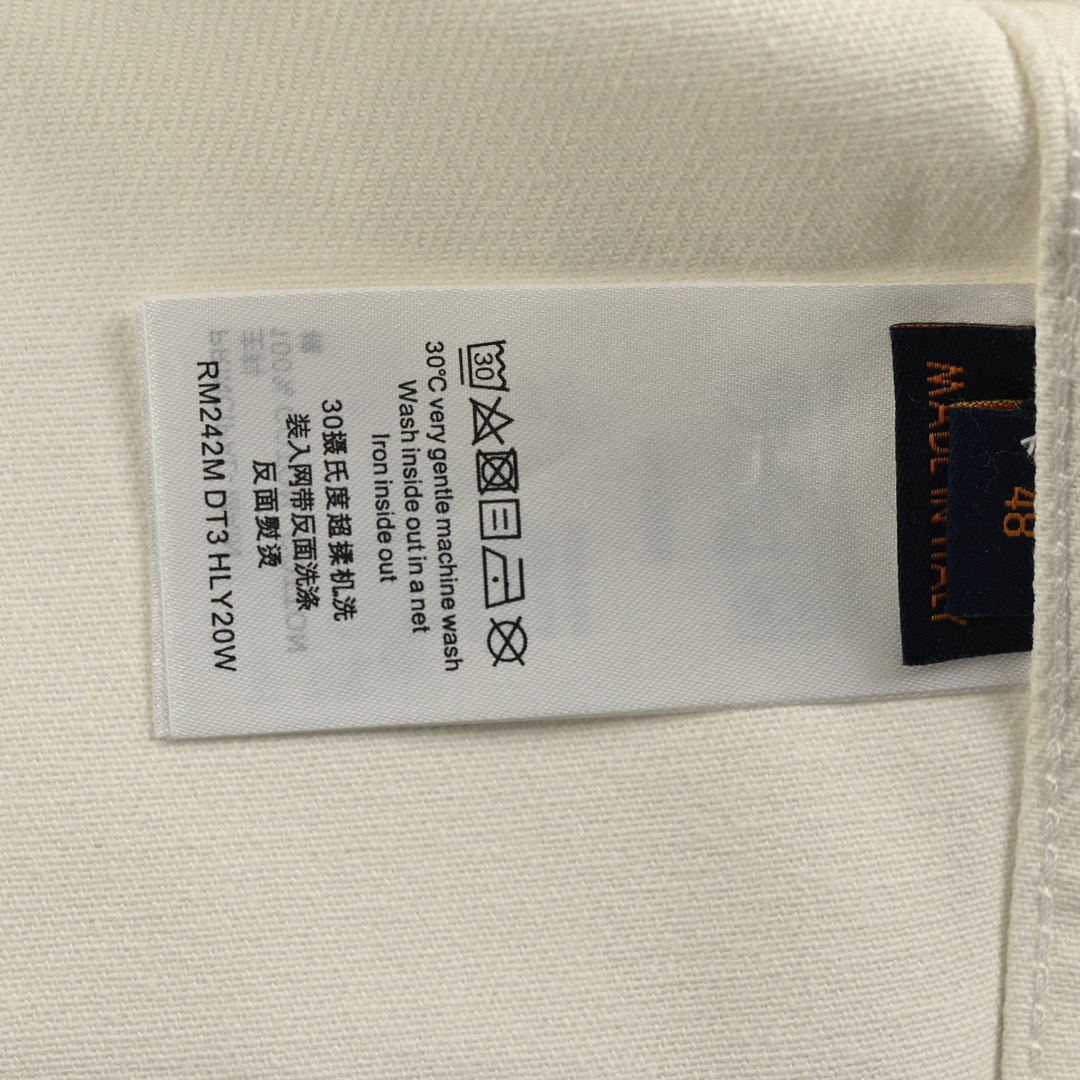 30
30℃ very gentle machine wash
Wash inside out in a net
Iron inside out
30摄氏度超揉机洗
装入网带反面洗涤
反面熨烫
RM242M DT3 HLY20W
MADE IN ITALY
48